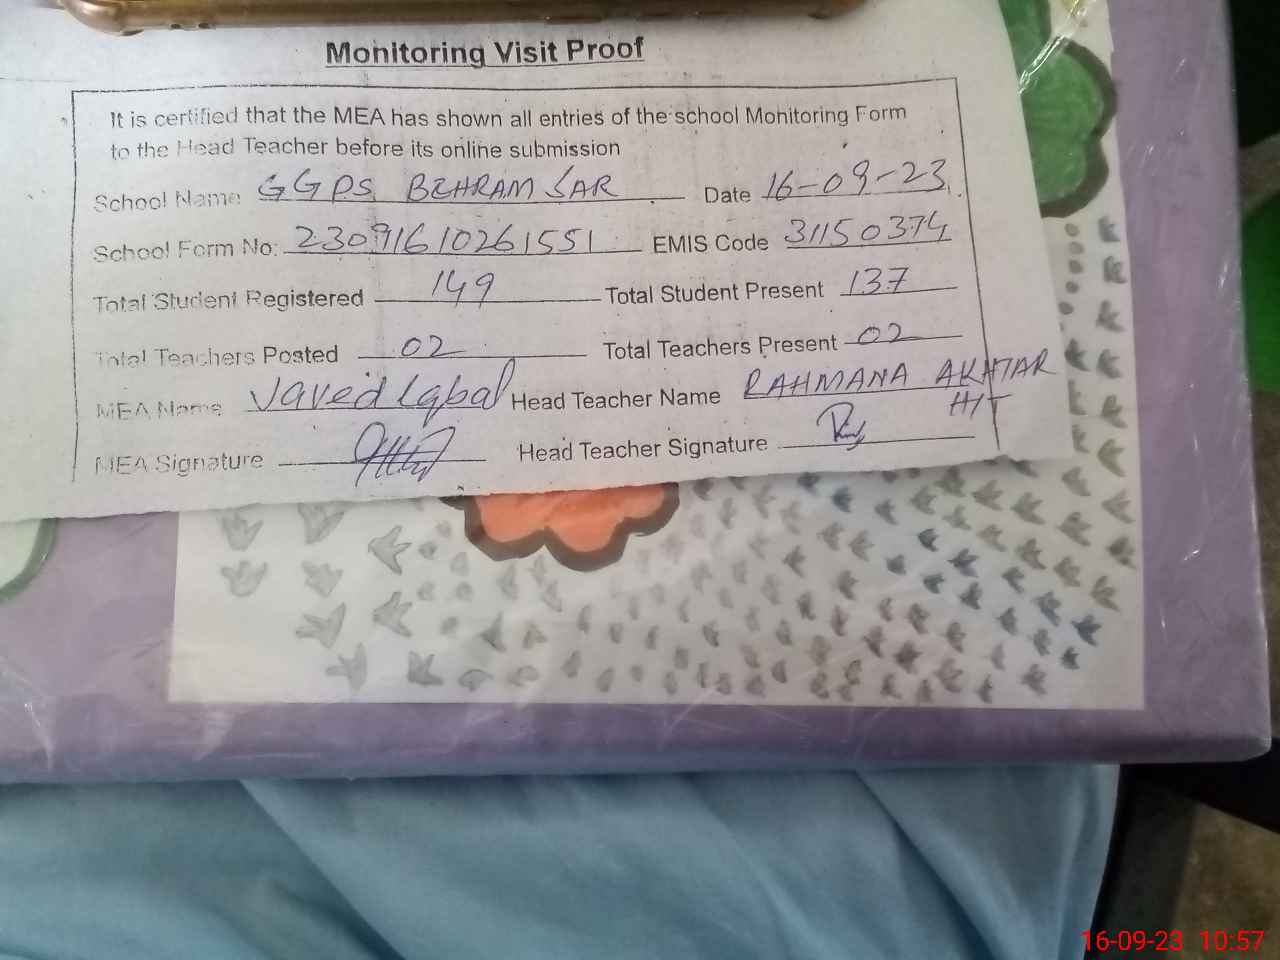 Monitoring Visit Proof
It is certified that the MEA has shown all entries of the school Monitoring Form
to the Head Teacher before its online submission
School Name GGPS BEHRAM SAR Date 16-09-23
School Form No: 23091610261551 EMIS Code 31150374
Total Student Registered 149 Total Student Present 137
Total Teachers Posted 02 Total Teachers Present 02
MEA Name Javed Iqbal Head Teacher Name RAHMANA AKHTAR
H/T
MEA Signature Head Teacher Signature
16-09-23 10:57